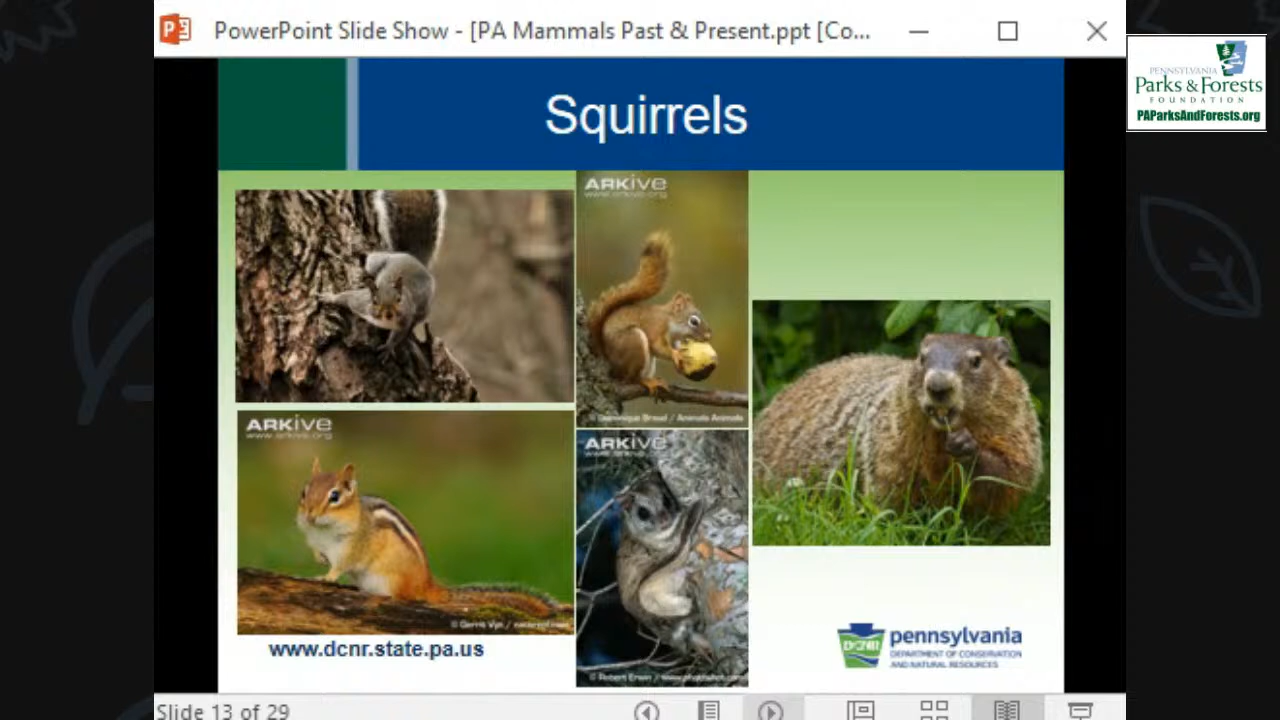 PowerPoint Slide Show - [PA Mammals Past & Present.ppt [Co...
PENNSYLVANIA
Parks & Forests
FOUNDATION
PAParksAndForests.org
Squirrels
ARKive
www.arkive.org
ARKive
www.arkive.org
ARKive
www.arkive.org
www.dcnr.state.pa.us
DCNR
pennsylvania
DEPARTMENT OF CONSERVATION
AND NATURAL RESOURCES
Slide 13 of 29